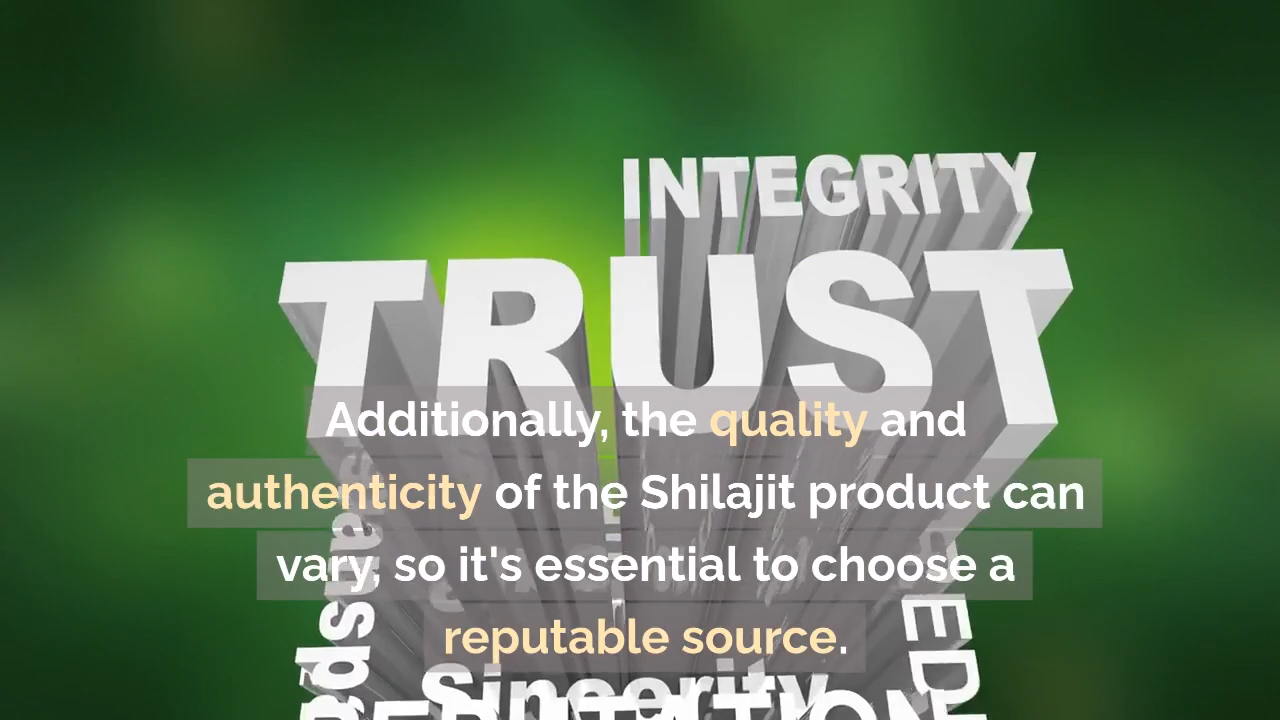 INTEGRITY
TRUST
Additionally, the quality and
authenticity of the Shilajit product can
vary, so it's essential to choose a
reputable source.
Sincerity